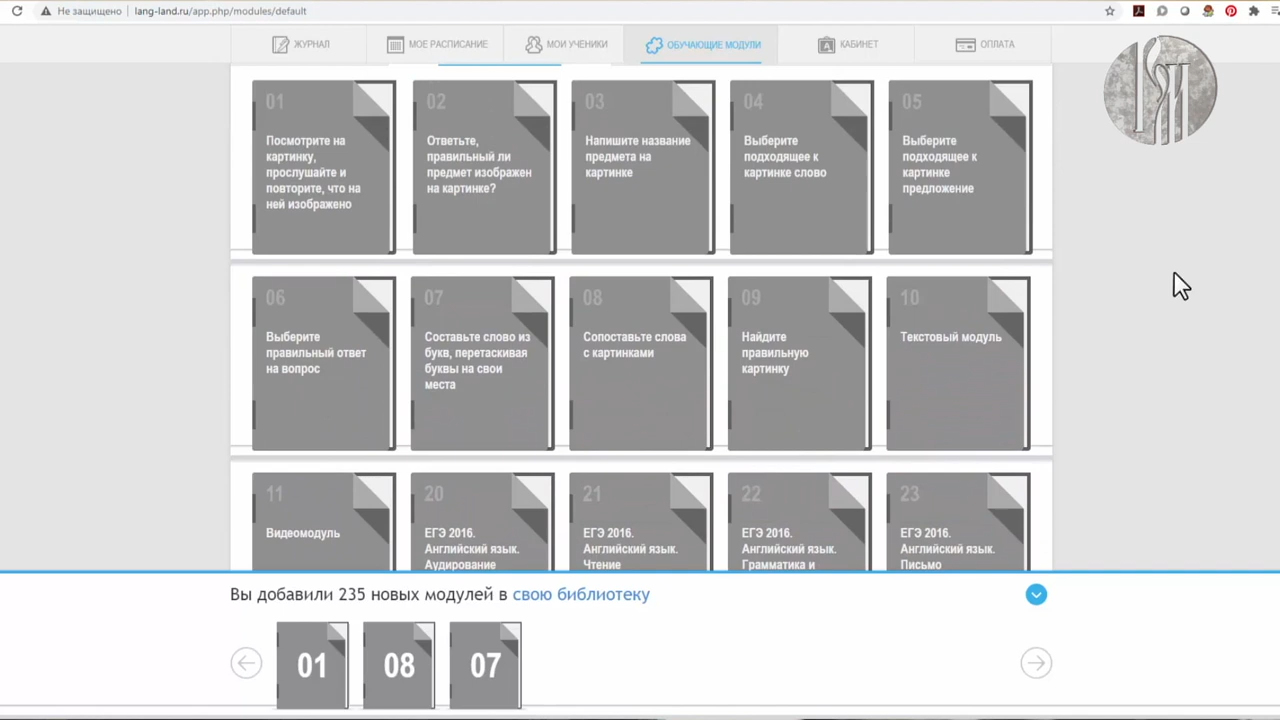 Не защищено
lang-land.ru/app.php/modules/default
ЖУРНАЛ
МОЕ РАСПИСАНИЕ
МОИ УЧЕНИКИ
ОБУЧАЮЩИЕ МОДУЛИ
КАБИНЕТ
ОПЛАТА
01
Посмотрите на
картинку,
прослушайте и
повторите, что на
ней изображено
02
Ответьте,
правильный ли
предмет изображен
на картинке?
03
Напишите название
предмета на
картинке
04
Выберите
подходящее к
картинке слово
05
Выберите
подходящее к
картинке
предложение
06
Выберите
правильный ответ
на вопрос
07
Составьте слово из
букв, перетаскивая
буквы на свои
места
08
Сопоставьте слова
с картинками
09
Найдите
правильную
картинку
10
Текстовый модуль
11
Видеомодуль
20
ЕГЭ 2016.
Английский язык.
Аудирование
21
ЕГЭ 2016.
Английский язык.
Чтение
22
ЕГЭ 2016.
Английский язык.
Грамматика и
23
ЕГЭ 2016.
Английский язык.
Письмо
Вы добавили 235 новых модулей в свою библиотеку
01
08
07